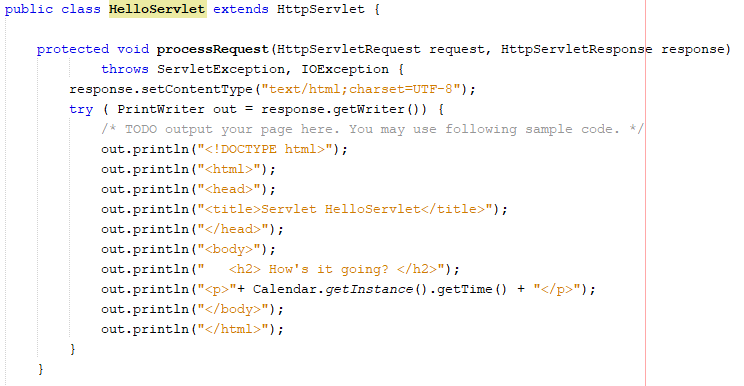 public class HelloServlet extends HttpServlet {
protected void processRequest(HttpServletRequest request, HttpServletResponse response)
throws ServletException, IOException {
response.setContentType("text/html;charset=UTF-8");
try ( PrintWriter out = response.getWriter()) {
/* TODO output your page here. You may use following sample code. */
out.println("<!DOCTYPE html>");
out.println("<html>");
out.println("<head>");
out.println("<title>Servlet HelloServlet</title>");
out.println("</head>");
out.println("<body>");
out.println("   <h2> How's it going? </h2>");
out.println("<p>"+ Calendar.getInstance().getTime() + "</p>");
out.println("</body>");
out.println("</html>");
}
}